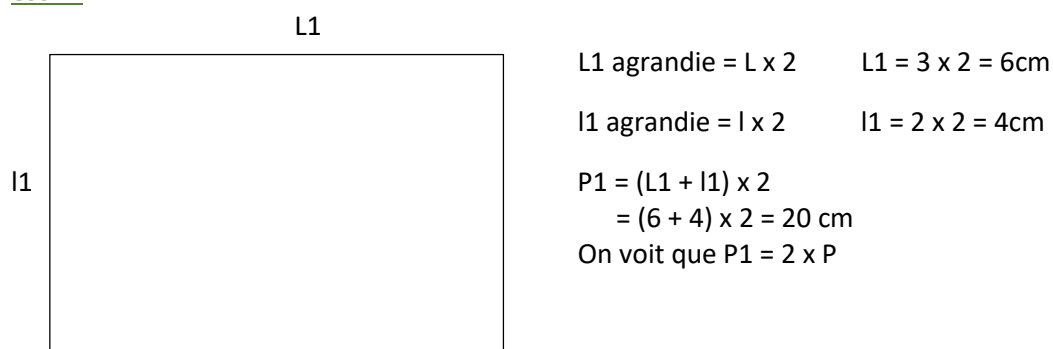 L1
L1 agrandie = L x 2 L1 = 3 x 2 = 6cm
l1 agrandie = l x 2 l1 = 2 x 2 = 4cm
l1
P1 = (L1 + l1) x 2
= (6 + 4) x 2 = 20 cm
On voit que P1 = 2 x P